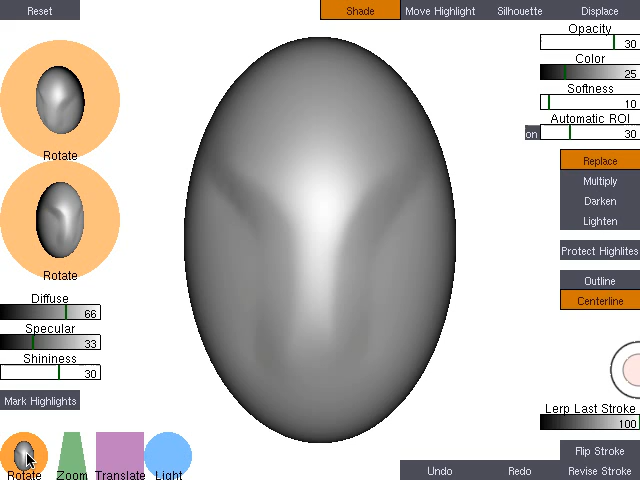 Reset
Shade
Move Highlight
Silhouette
Displace
Opacity
30
Color
25
Softness
10
Automatic ROI
on
30
Rotate
Replace
Multiply
Darken
Lighten
Protect Highlites
Rotate
Outline
Centerline
Diffuse
66
Specular
33
Shininess
30
Mark Highlights
Lerp Last Stroke
100
Flip Stroke
Rotate
Zoom
Translate
Light
Undo
Redo
Revise Stroke